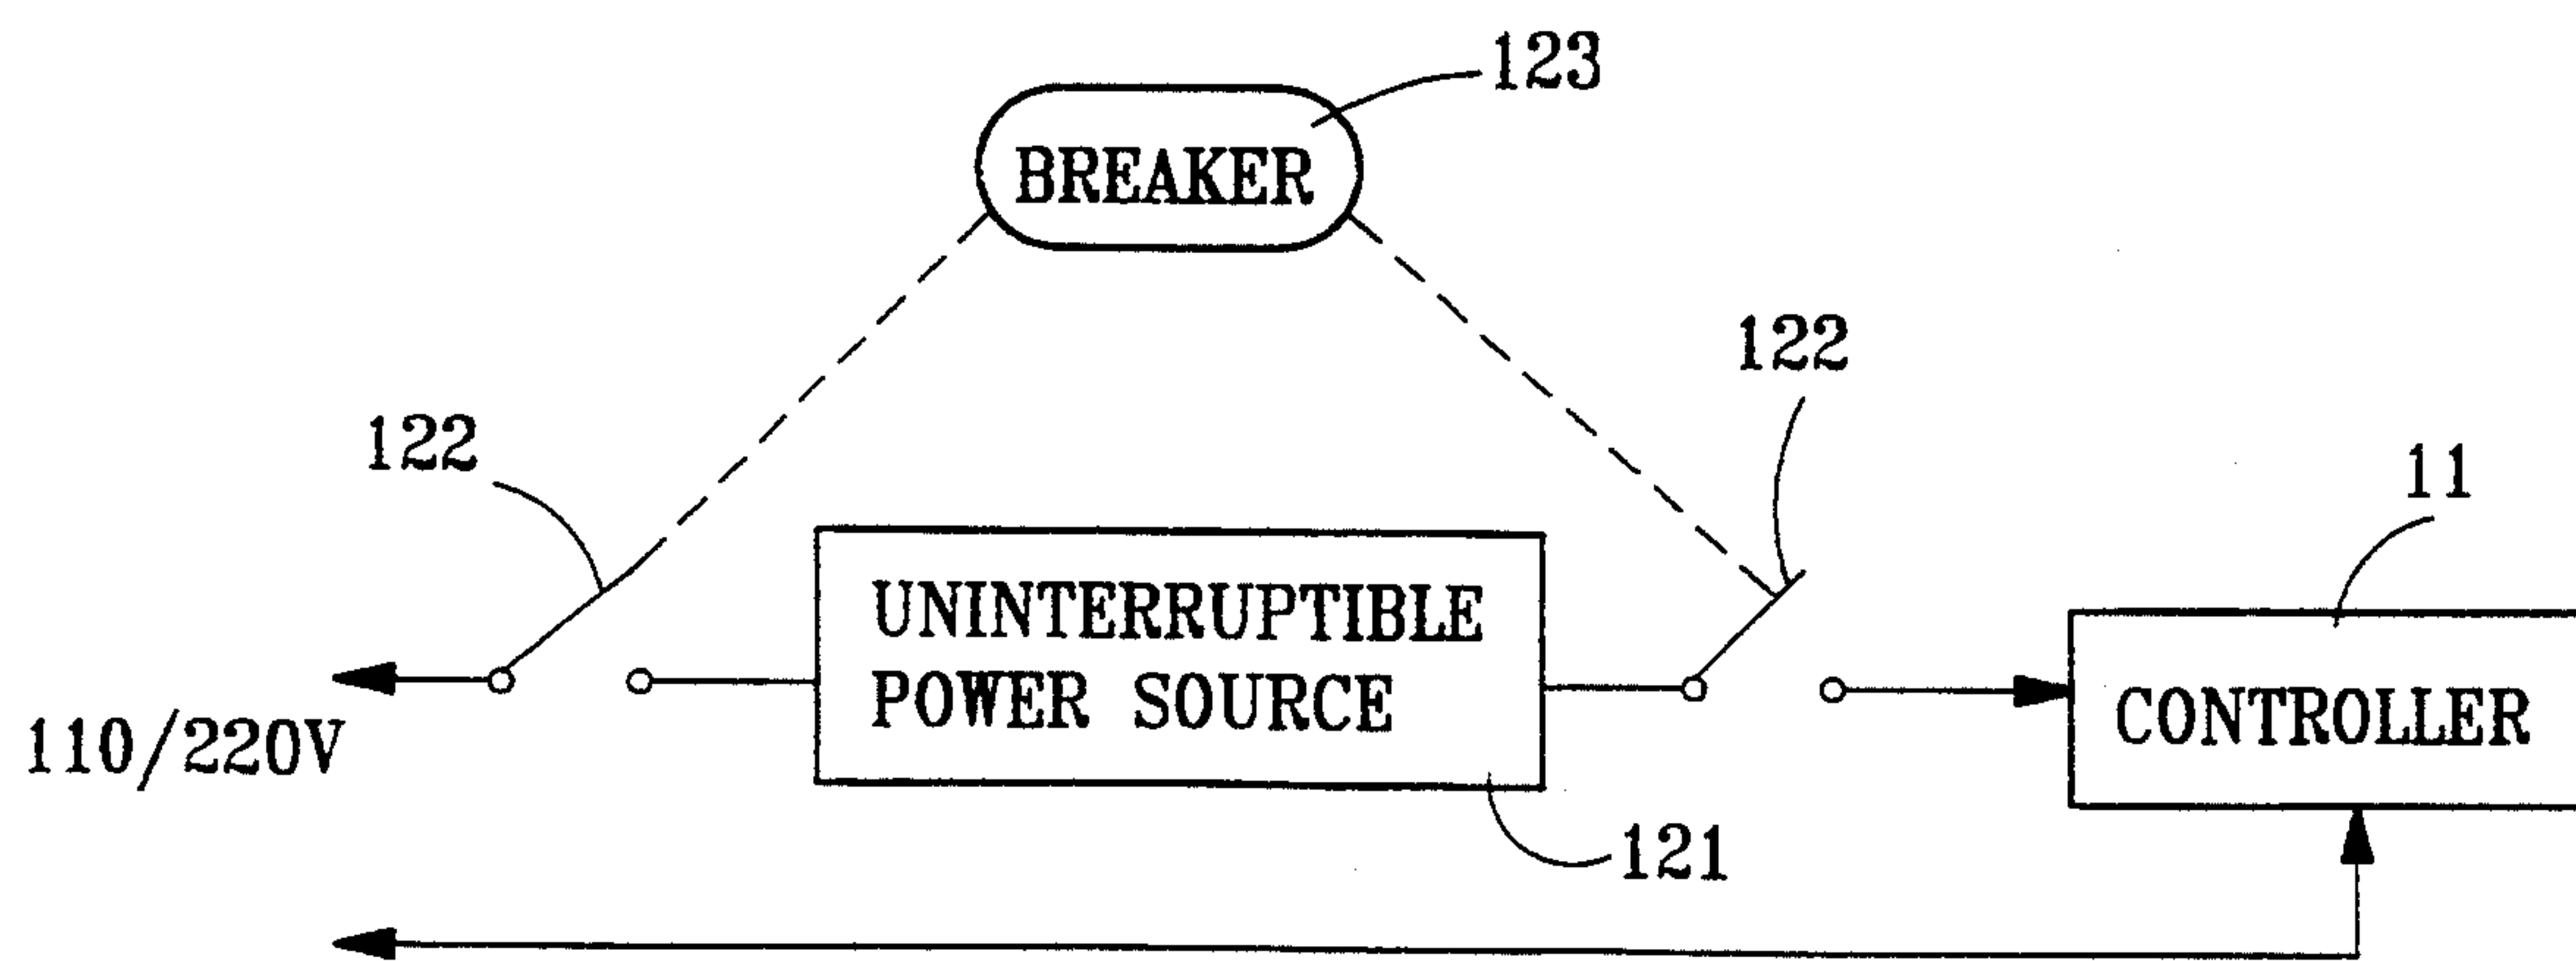 123
BREAKER
122
122
11
UNINTERRUPTIBLE
POWER SOURCE
CONTROLLER
110/220V
121